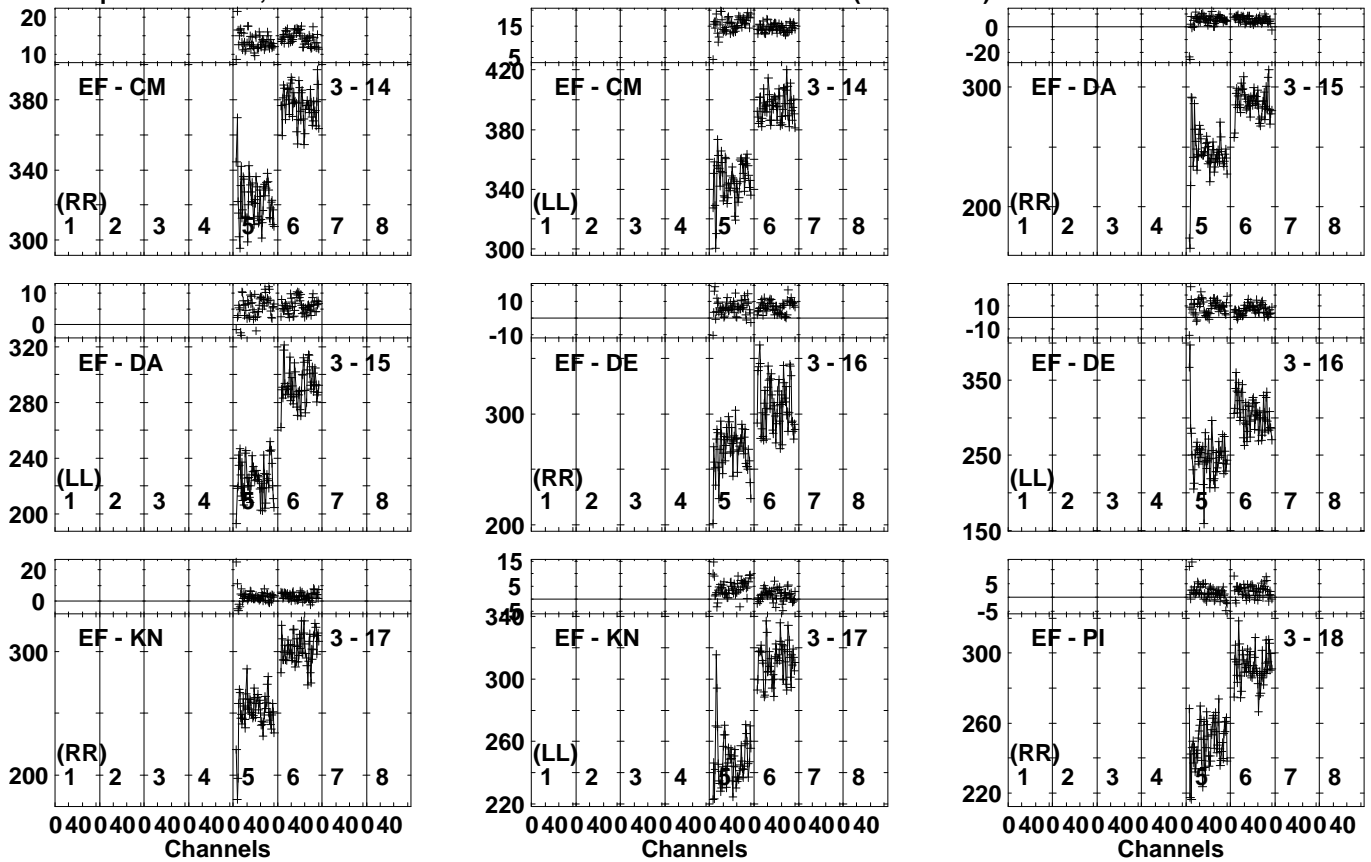 20
10
EF - CM 3 - 14
380
340
(RR)
1 2 3 4 5 6 7 8
300
15
5
420
EF - CM 3 - 14
380
340
(LL)
1 2 3 4 5 6 7 8
300
0
-20
300
EF - DA 3 - 15
200
(RR)
1 2 3 4 5 6 7 8
10
0
320
EF - DA 3 - 15
280
240
(LL)
1 2 3 4 5 6 7 8
200
10
-10
EF - DE 3 - 16
300
(RR)
1 2 3 4 5 6 7 8
200
10
-10
EF - DE 3 - 16
350
250
(LL)
1 2 3 4 5 6 7 8
150
20
0
EF - KN 3 - 17
300
(RR)
200
1 2 3 4 5 6 7 8
0 40 0 40 0 40 0 40 0 40 0 40 0 40 0 40
Channels
15
5
-5
340
EF - KN 3 - 17
300
260
(LL)
1 2 3 4 5 6 7 8
220
0 40 0 40 0 40 0 40 0 40 0 40 0 40 0 40
Channels
5
-5
EF - PI 3 - 18
300
260
(RR)
1 2 3 4 5 6 7 8
220
0 40 0 40 0 40 0 40 0 40 0 40 0 40 0 40
Channels